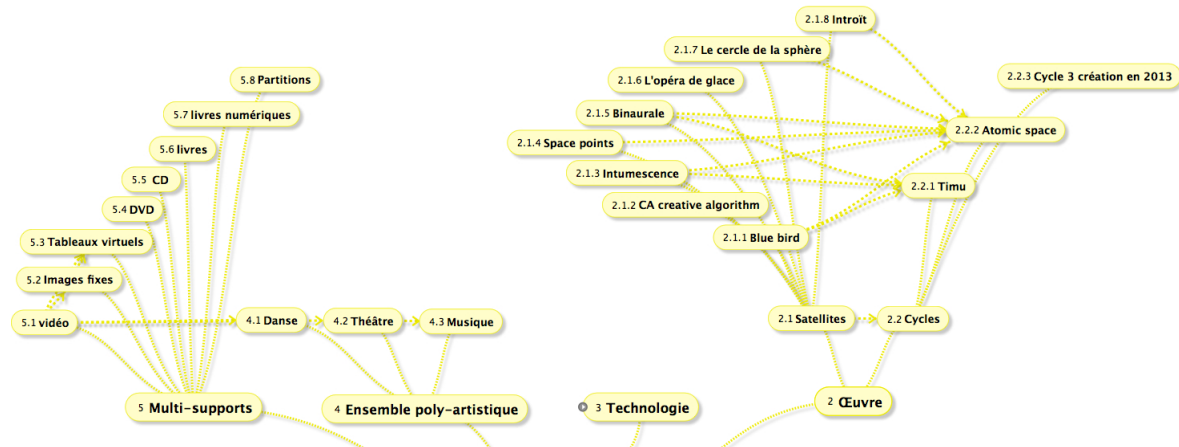 2.1.8 Introït
2.1.7 Le cercle de la sphère
2.2.3 Cycle 3 création en 2013
5.8 Partitions
2.1.6 L'opéra de glace
5.7 livres numériques
2.1.5 Binaurale
2.2.2 Atomic space
2.1.4 Space points
5.6 livres
2.1.3 Intumescence
5.5 CD
2.2.1 Timu
2.1.2 CA creative algorithm
5.4 DVD
2.1.1 Blue bird
5.3 Tableaux virtuels
5.2 Images fixes
5.1 vidéo
4.1 Danse
4.2 Théâtre
4.3 Musique
2.1 Satellites
2.2 Cycles
5 Multi-supports
4 Ensemble poly-artistique
3 Technologie
2 Œuvre